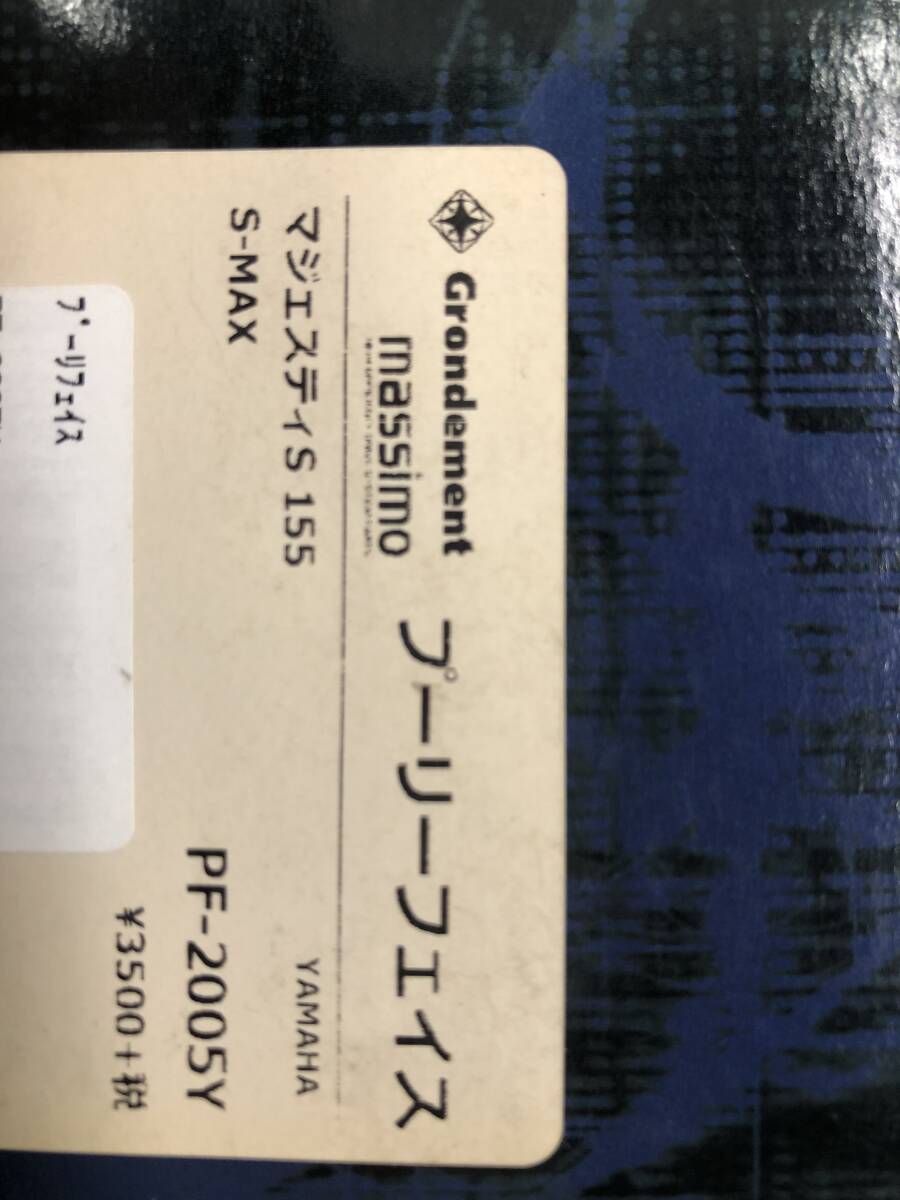 Grondement
massimo
プーリーフェイス
マジェスティS 155
YAMAHA
S-MAX
PF-2005Y
¥3500+税
プーリフェイス